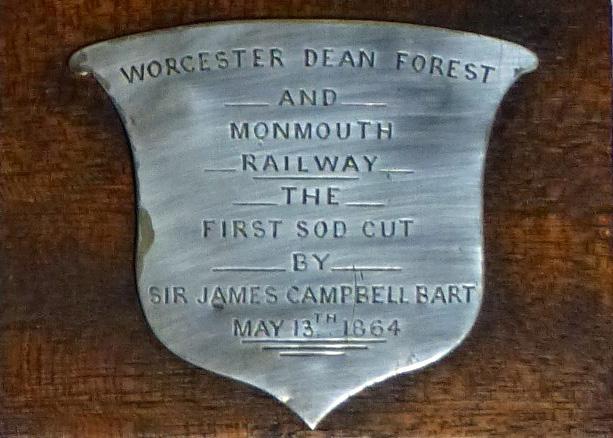 WORCESTER DEAN FOREST
AND
MONMOUTH
RAILWAY
THE
FIRST SOD CUT
BY
SIR JAMES CAMPBELL BART
MAY 13TH 1864